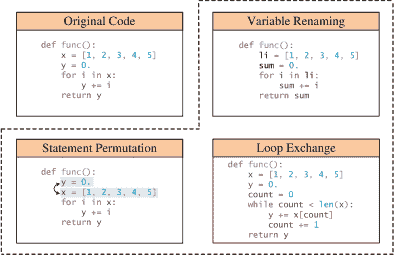 Original Code
def func():
    x = [1, 2, 3, 4, 5]
    y = 0.
    for i in x:
        y += i
    return y
Variable Renaming
def func():
    li = [1, 2, 3, 4, 5]
    sum = 0.
    for i in li:
        sum += i
    return sum
Statement Permutation
def func():
    y = 0.
    x = [1, 2, 3, 4, 5]
    for i in x:
        y += i
    return y
Loop Exchange
def func():
    x = [1, 2, 3, 4, 5]
    y = 0.
    count = 0
    while count < len(x):
        y += x[count]
        count += 1
    return y